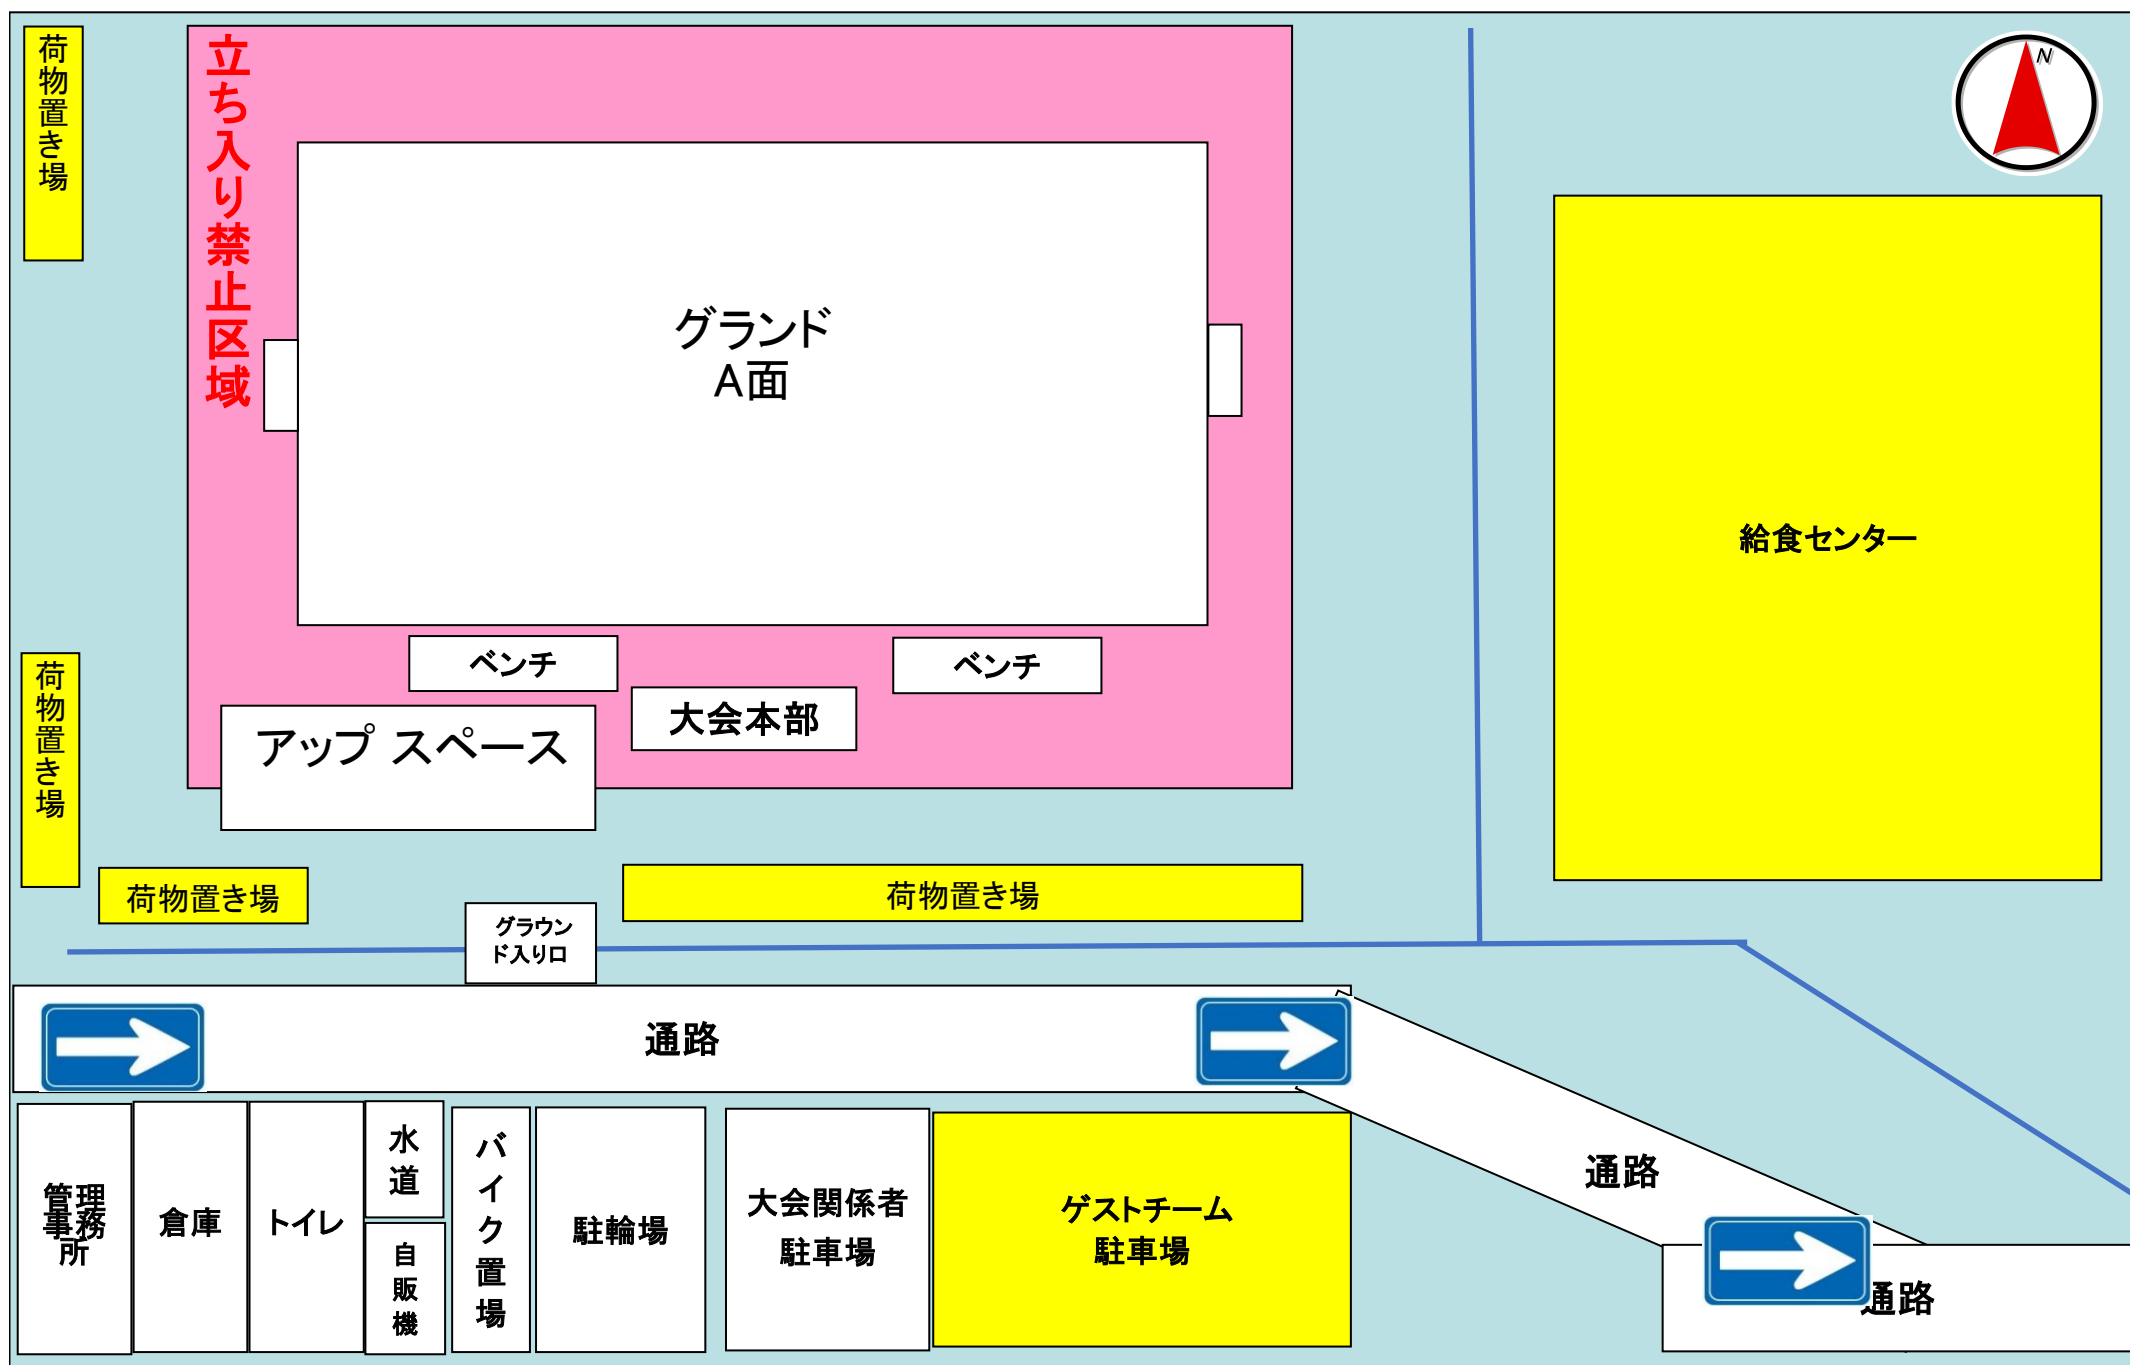 荷物置き場
立ち入り禁止区域
N
グランド
A面
給食センター
ベンチ
ベンチ
大会本部
アップ スペース
荷物置き場
荷物置き場
荷物置き場
グラウン
ド入り口
通路
通路
通路
管理
事務
所
倉庫
トイレ
水道
自販機
バイク置場
駐輪場
大会関係者
駐車場
ゲストチーム
駐車場